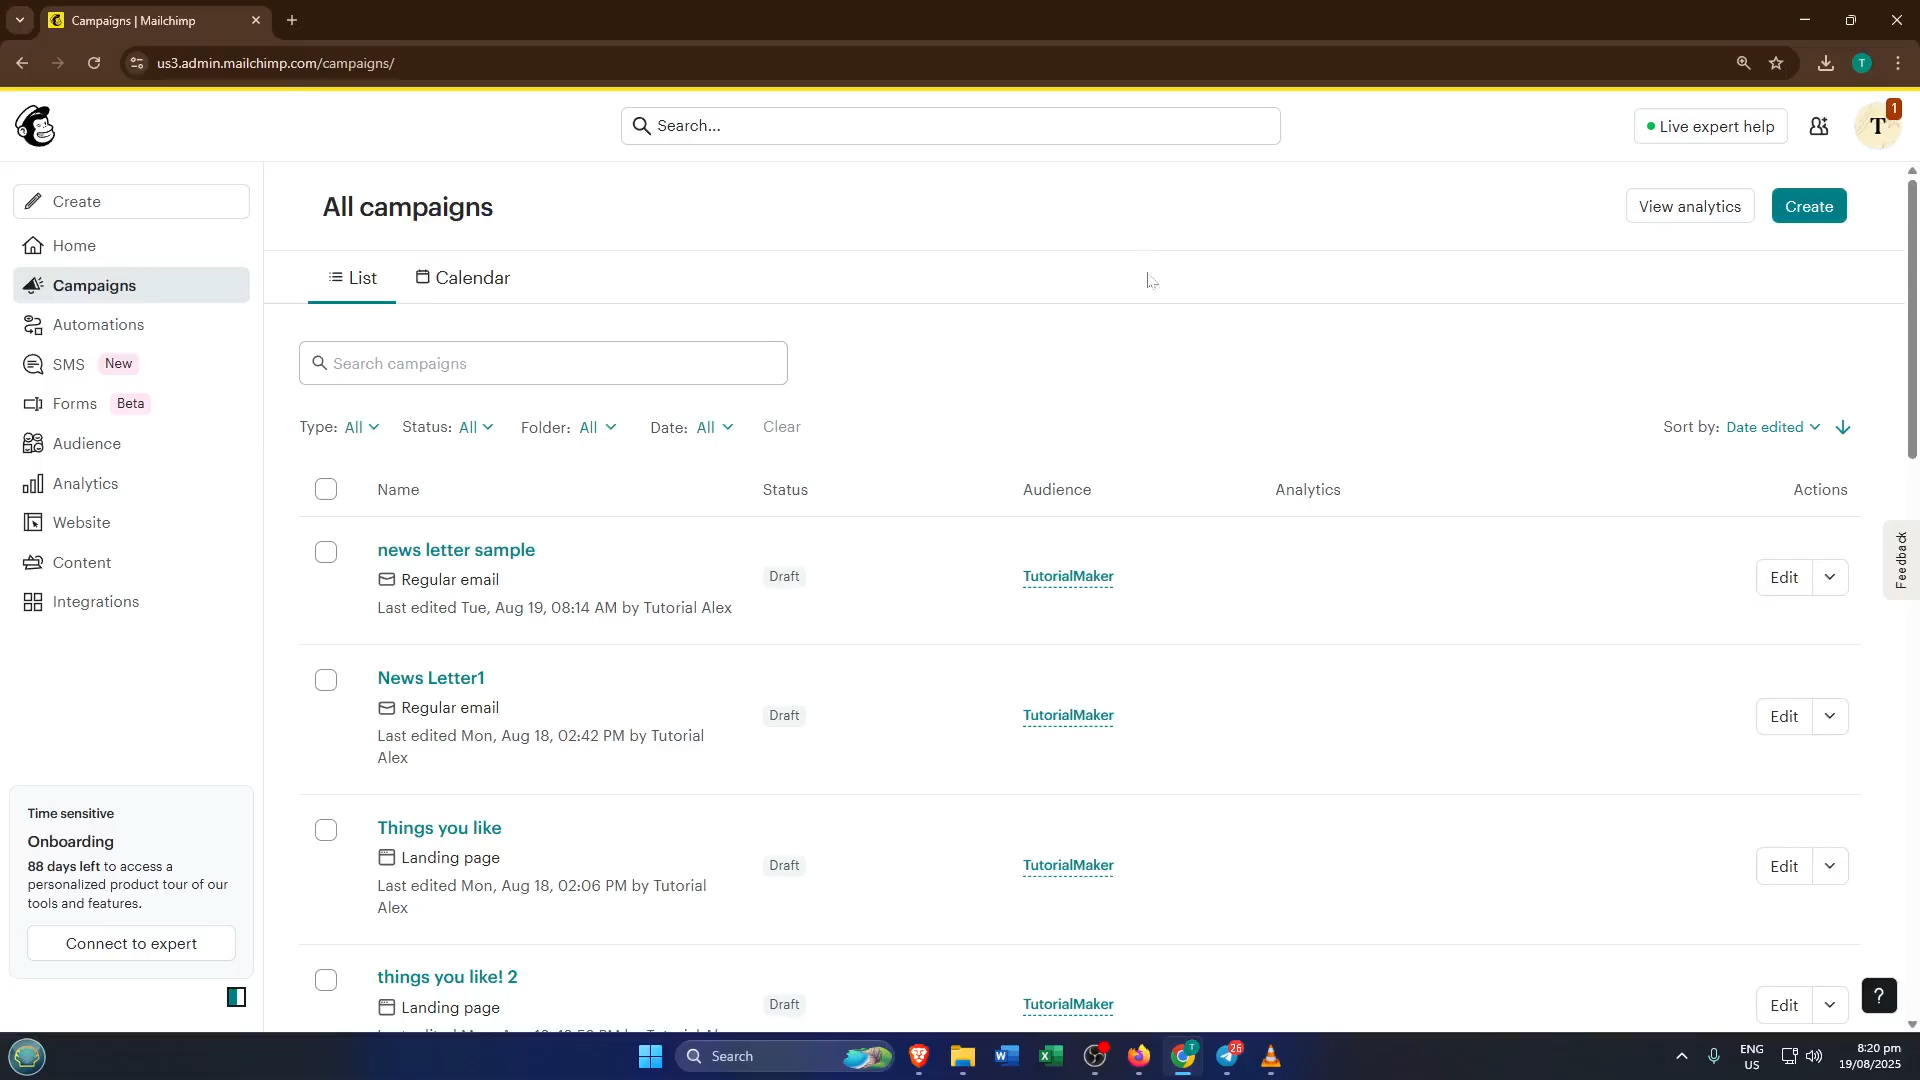 Campaigns | Mailchimp
us3.admin.mailchimp.com/campaigns/
T
Search...
Live expert help
T
1
Create
Home
Campaigns
Automations
SMS New
Forms Beta
Audience
Analytics
Website
Content
Integrations
Time sensitive
Onboarding
88 days left to access a
personalized product tour of our
tools and features.
Connect to expert
All campaigns
View analytics
Create
List
Calendar
Search campaigns
Type: All
Status: All
Folder: All
Date: All
Clear
Sort by: Date edited
Name
Status
Audience
Analytics
Actions
news letter sample
Regular email
Last edited Tue, Aug 19, 08:14 AM by Tutorial Alex
Draft
TutorialMaker
Edit
News Letter1
Regular email
Last edited Mon, Aug 18, 02:42 PM by Tutorial
Alex
Draft
TutorialMaker
Edit
Things you like
Landing page
Last edited Mon, Aug 18, 02:06 PM by Tutorial
Alex
Draft
TutorialMaker
Edit
things you like! 2
Landing page
Draft
TutorialMaker
Edit
Feedback
?
Search
26
ENG
US
8:20 pm
19/08/2025